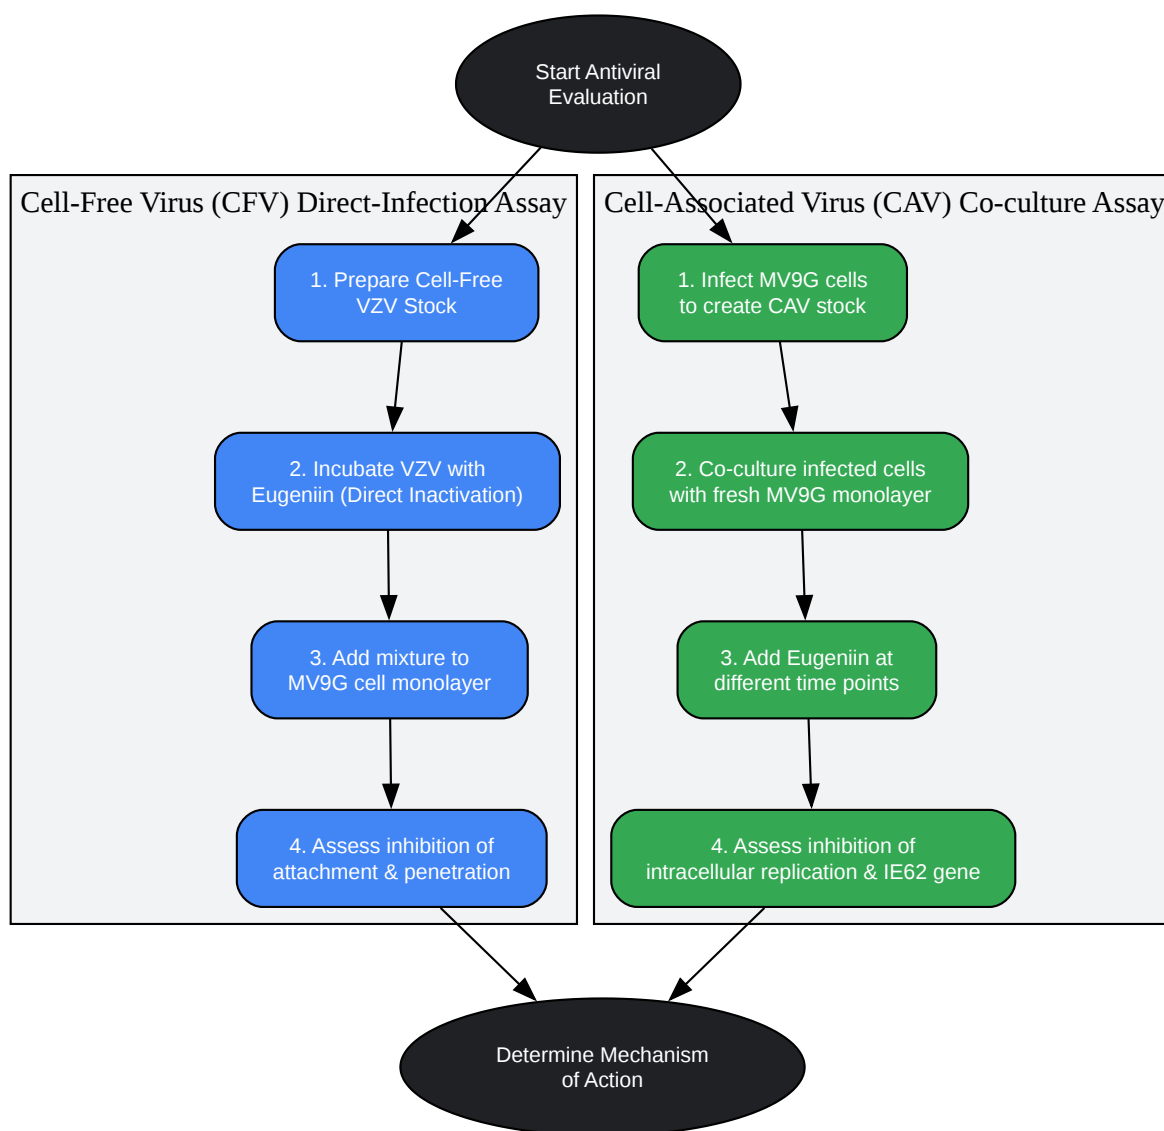 Start Antiviral
Evaluation
Cell-Free Virus (CFV) Direct-Infection Assay
1. Prepare Cell-Free
VZV Stock
2. Incubate VZV with
Eugeniin (Direct Inactivation)
3. Add mixture to
MV9G cell monolayer
4. Assess inhibition of
attachment & penetration
Cell-Associated Virus (CAV) Co-culture Assay
1. Infect MV9G cells
to create CAV stock
2. Co-culture infected cells
with fresh MV9G monolayer
3. Add Eugeniin at
different time points
4. Assess inhibition of
intracellular replication & IE62 gene
Determine Mechanism
of Action